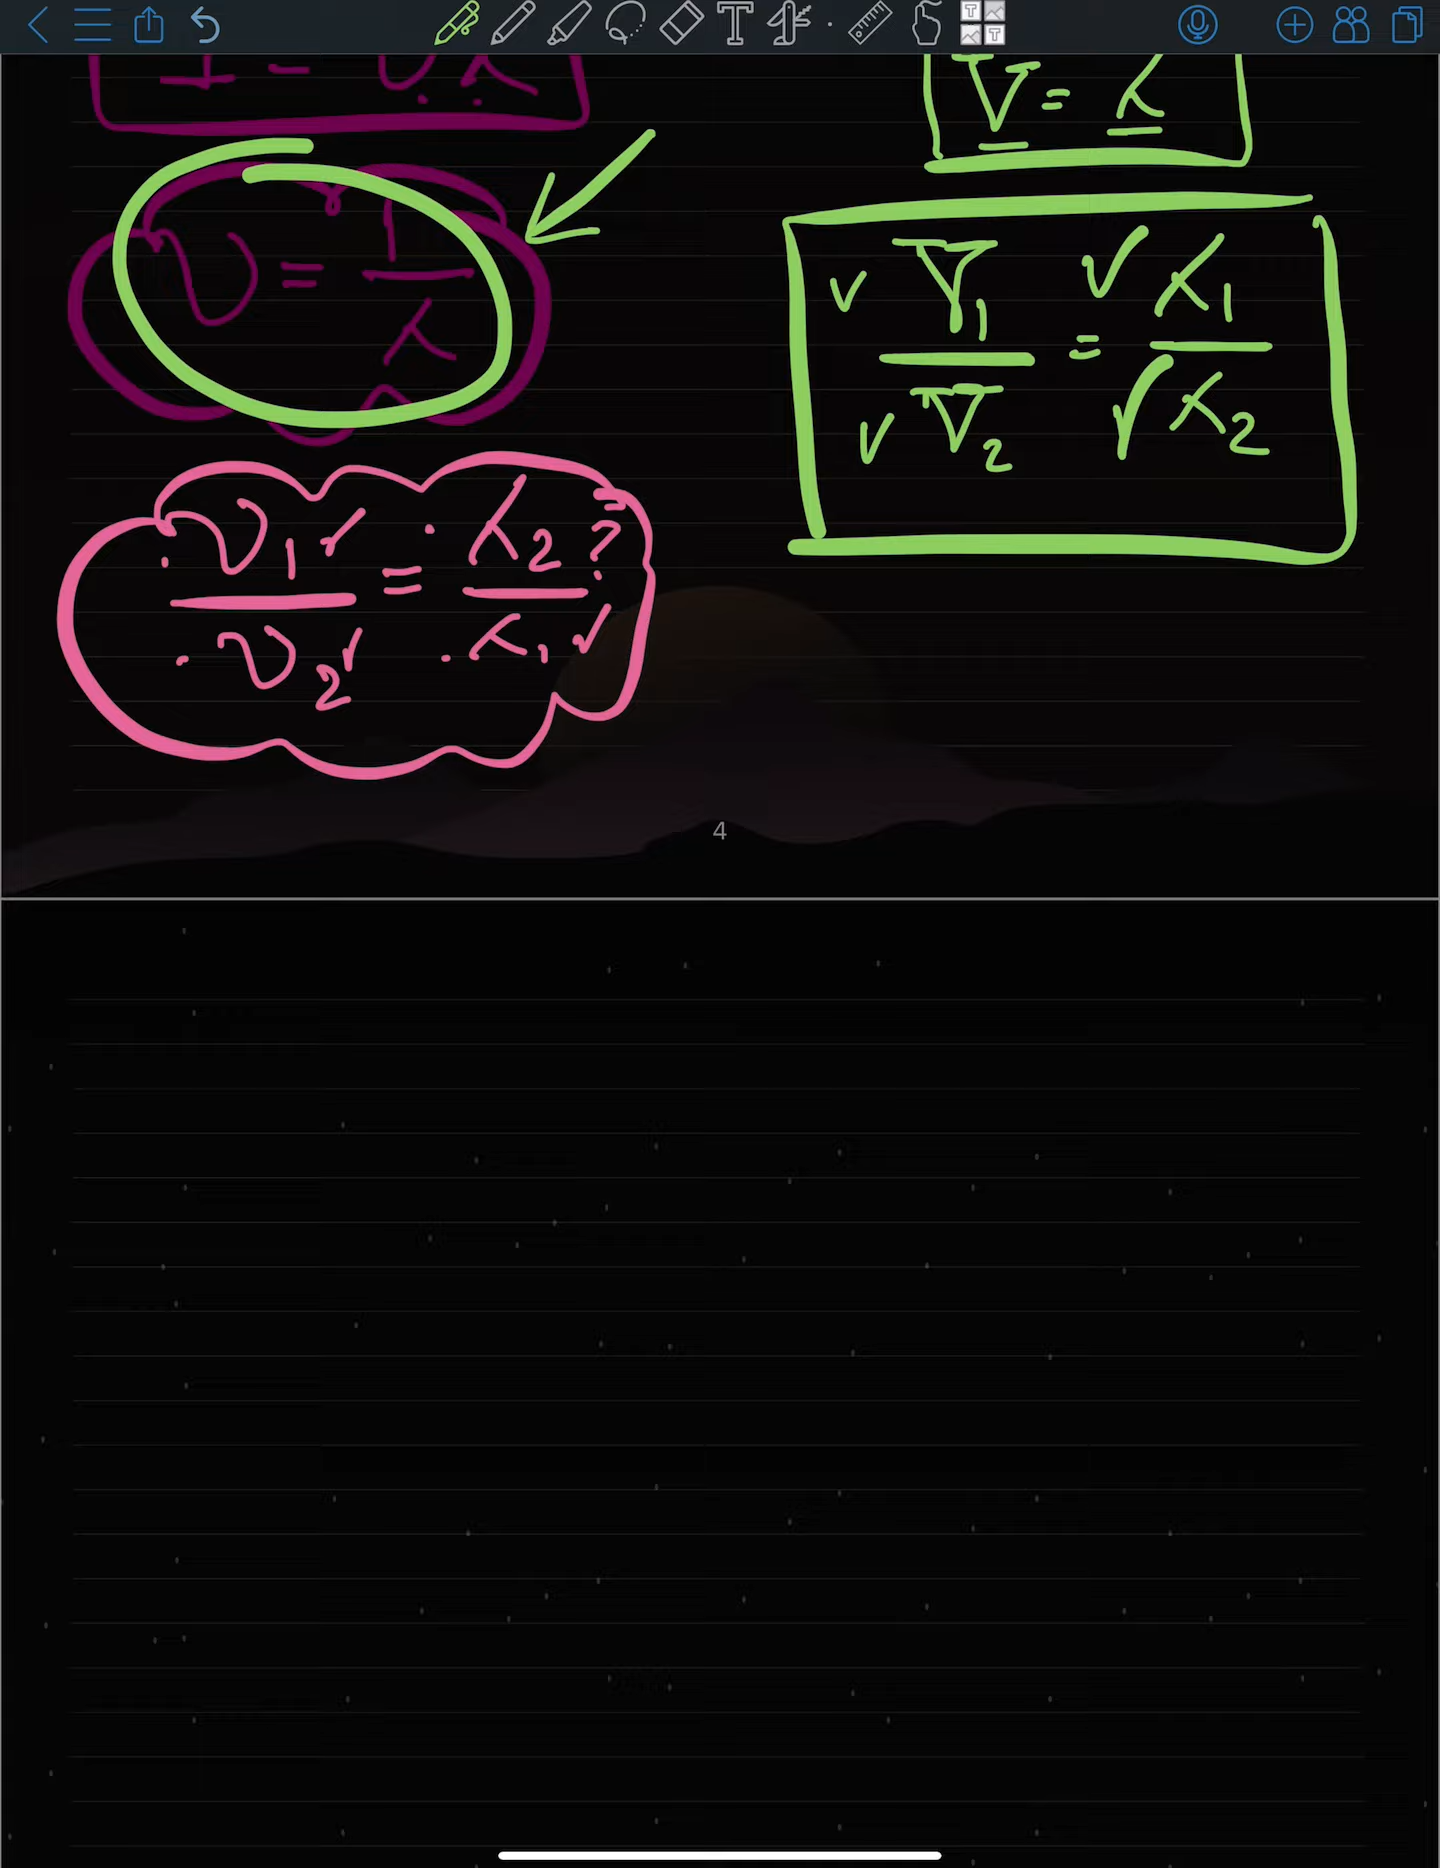 I = ν.λ
V = λ
ν = 1/λ
V₁/V₂ = λ₁/λ₂
ν₁/ν₂ = λ₂/λ₁ ?
4